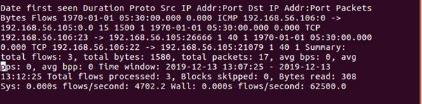 Date first seen Duration Proto Src IP Addr:Port Dst IP Addr:Port Packets
Bytes Flows 1970-01-01 05:30:00.000 0.000 ICMP 192.168.56.106:0 ->
192.168.56.105:0.0 15 1500 1 1970-01-01 05:30:00.000 0.000 TCP
192.168.56.106:23 -> 192.168.56.105:26666 1 40 1 1970-01-01 05:30:00.000
0.000 TCP 192.168.56.106:22 -> 192.168.56.105:21079 1 40 1 Summary:
total flows: 3, total bytes: 1580, total packets: 17, avg bps: 0, avg
pps: 0, avg bpp: 0 Time window: 2019-12-13 13:07:25 - 2019-12-13
13:12:25 Total flows processed: 3, Blocks skipped: 0, Bytes read: 308
Sys: 0.000s flows/second: 4702.2 Wall: 0.000s flows/second: 62500.0